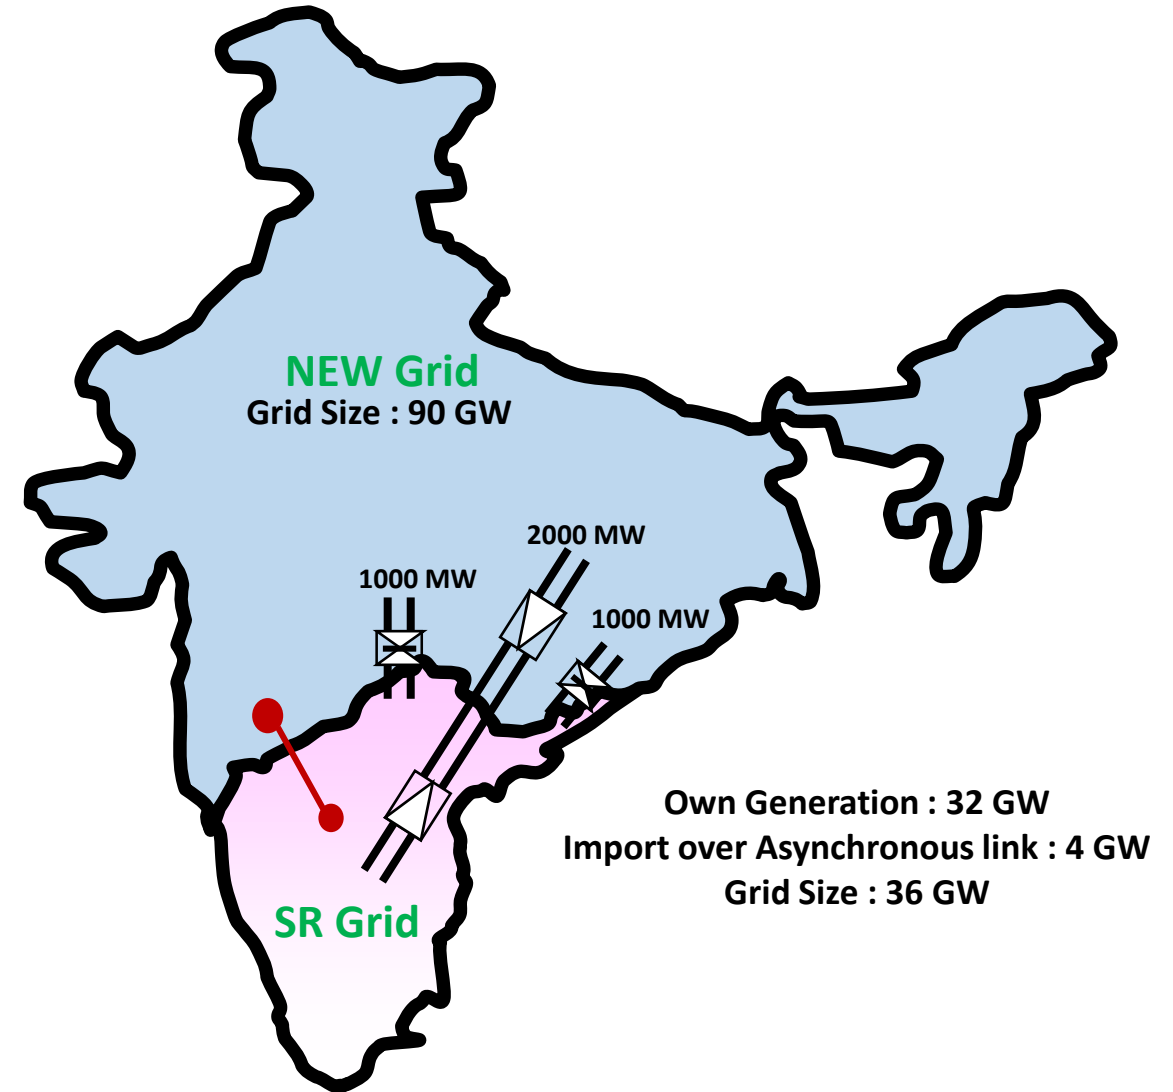 NEW Grid
Grid Size : 90 GW
2000 MW
1000 MW
1000 MW
Own Generation : 32 GW
Import over Asynchronous link : 4 GW
Grid Size : 36 GW
SR Grid